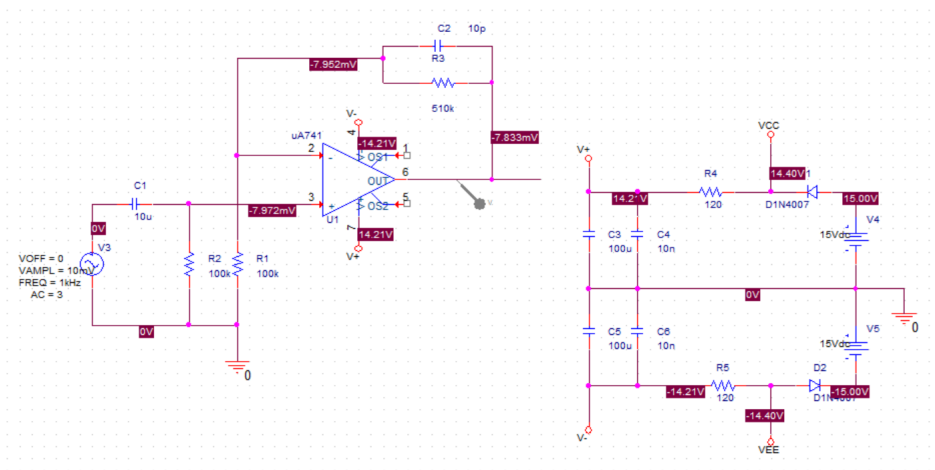 C2 10p
R3
-7.952mV
510k
V-
uA741
4
-14.21V
2
-
OS1
1
-7.833mV
OUT
6
C1
10u
3
+
-7.972mV
OS2
5
U1
7
14.21V
V+
0V
V3
VOFF = 0
VAMPL = 10mV
FREQ = 1kHz
AC = 3
R2
100k
R1
100k
0V
0
VCC
V+
R4
14.40V
1
120
D1N4007
15.00V
V4
15Vdc
C3
100u
C4
10n
0V
0
C5
100u
C6
10n
V5
15Vdc
R5
D2
-14.21V
120
-15.00V
-14.40V
V-
VEE